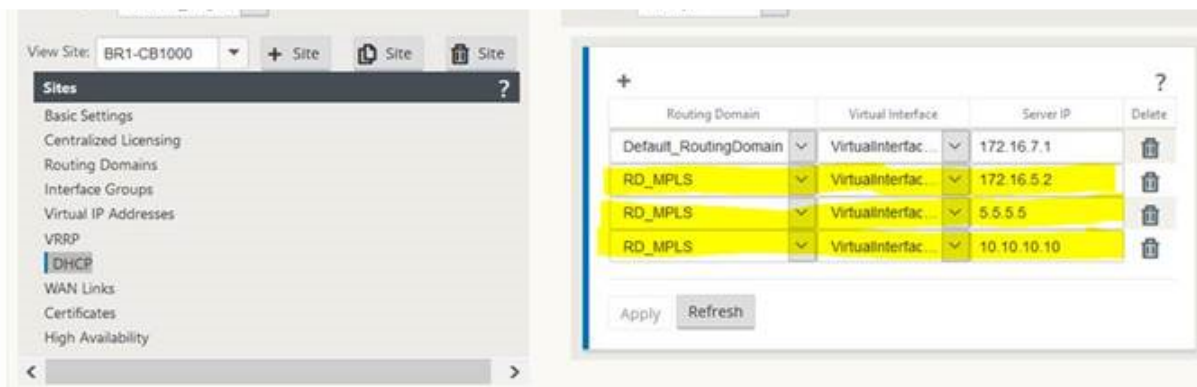 View Site: BR1-CB1000 + Site Site Site
Sites ?
Basic Settings
Centralized Licensing
Routing Domains
Interface Groups
Virtual IP Addresses
VRRP
DHCP
WAN Links
Certificates
High Availability
+ ?
Routing Domain Virtual Interface Server IP Delete
Default_RoutingDomain VirtualInterfac... 172.16.7.1
RD_MPLS VirtualInterfac... 172.16.5.2
RD_MPLS VirtualInterfac... 5.5.5.5
RD_MPLS VirtualInterfac... 10.10.10.10
Apply Refresh